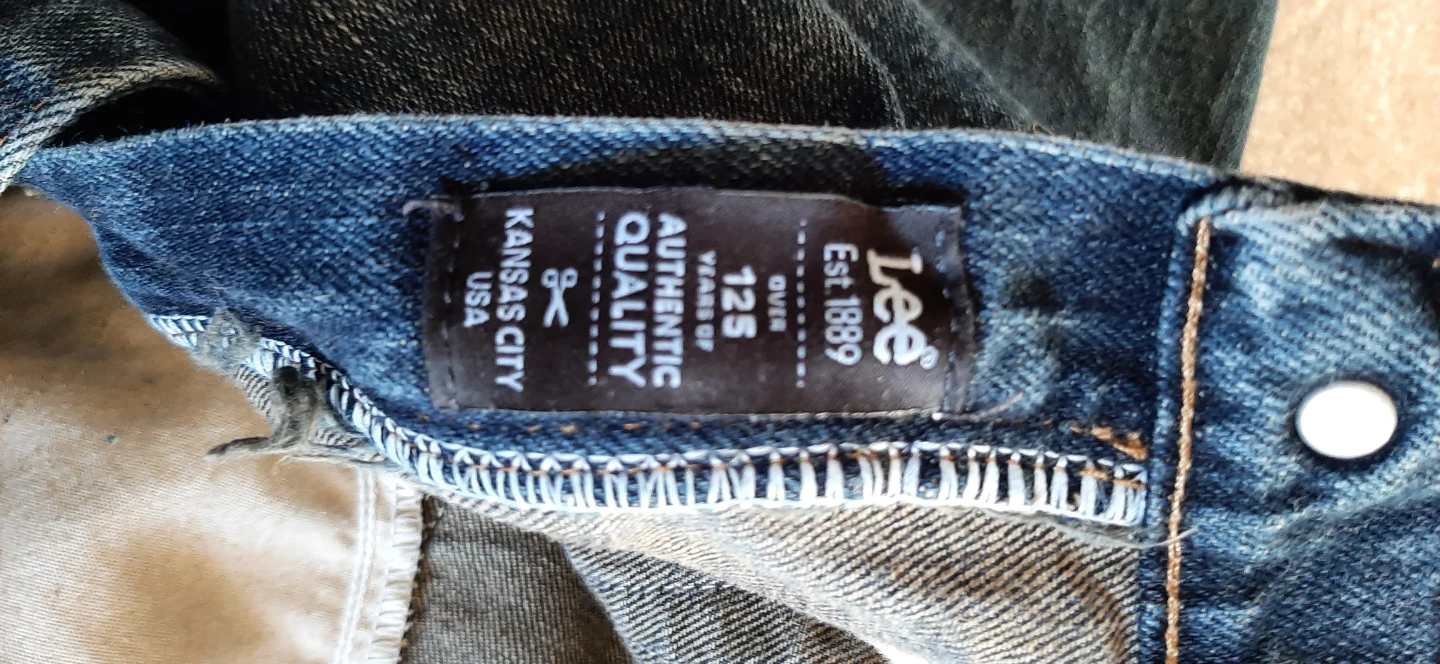 Lee®
Est 1889
OVER
125
YEARS OF
AUTHENTIC
QUALITY
KANSAS CITY
USA